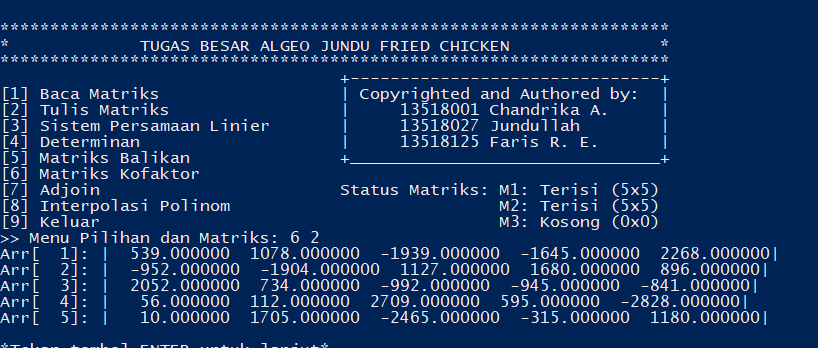 *******************************************************************
*             TUGAS BESAR ALGEO JUNDU FRIED CHICKEN               *
*******************************************************************
                                  +-------------------------------+
[1] Baca Matriks                  | Copyrighted and Authored by:  |
[2] Tulis Matriks                 |     13518001 Chandrika A.     |
[3] Sistem Persamaan Linier       |     13518027 Jundullah        |
[4] Determinan                    |     13518125 Faris R. E.      |
[5] Matriks Balikan               +_______________________________+
[6] Matriks Kofaktor
[7] Adjoin                        Status Matriks: M1: Terisi (5x5)
[8] Interpolasi Polinom                           M2: Terisi (5x5)
[9] Keluar                                        M3: Kosong (0x0)
>> Menu Pilihan dan Matriks: 6 2
Arr[  1]: |  539.000000  1078.000000  -1939.000000  -1645.000000  2268.000000|
Arr[  2]: |  -952.000000  -1904.000000  1127.000000  1680.000000  896.000000|
Arr[  3]: |  2052.000000  734.000000  -992.000000  -945.000000  -841.000000|
Arr[  4]: |  56.000000  112.000000  2709.000000  595.000000  -2828.000000|
Arr[  5]: |  10.000000  1705.000000  -2465.000000  -315.000000  1180.000000|
*Tekan tombol ENTER untuk lanjut*